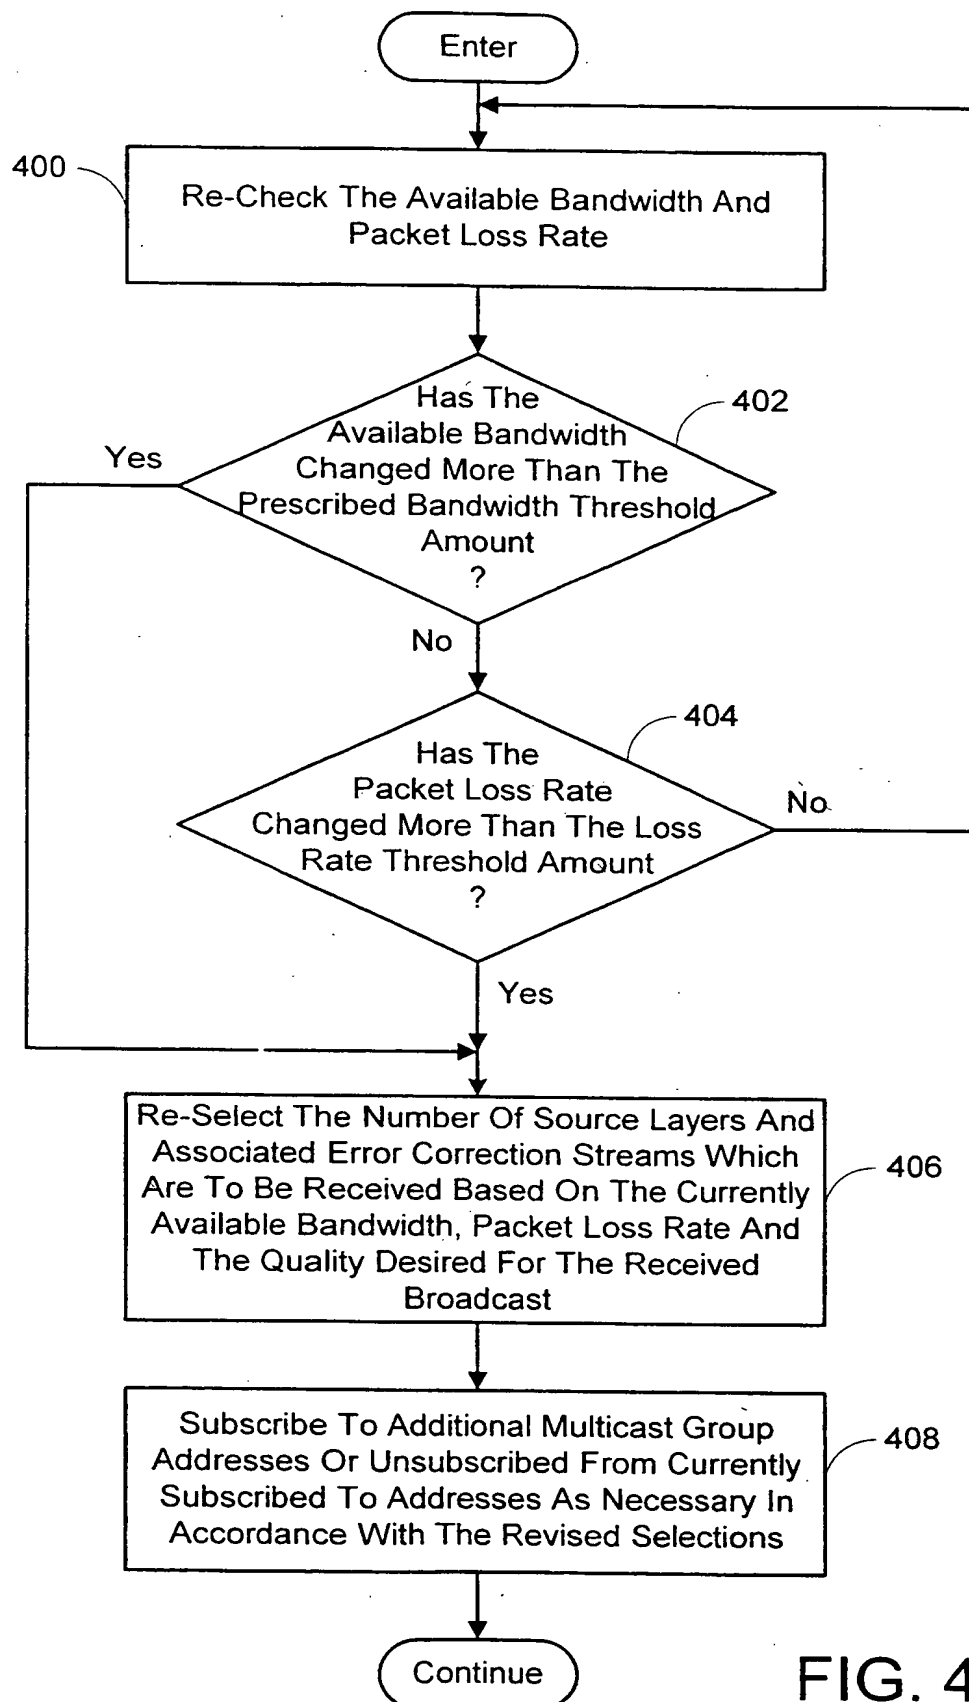 Enter
400
Re-Check The Available Bandwidth And
Packet Loss Rate
Has The
Available Bandwidth
Changed More Than The
Prescribed Bandwidth Threshold
Amount
?
402
Yes
No
404
Has The
Packet Loss Rate
Changed More Than The Loss
Rate Threshold Amount
?
No
Yes
Re-Select The Number Of Source Layers And
Associated Error Correction Streams Which
Are To Be Received Based On The Currently
Available Bandwidth, Packet Loss Rate And
The Quality Desired For The Received
Broadcast
406
Subscribe To Additional Multicast Group
Addresses Or Unsubscribed From Currently
Subscribed To Addresses As Necessary In
Accordance With The Revised Selections
408
Continue
FIG. 4